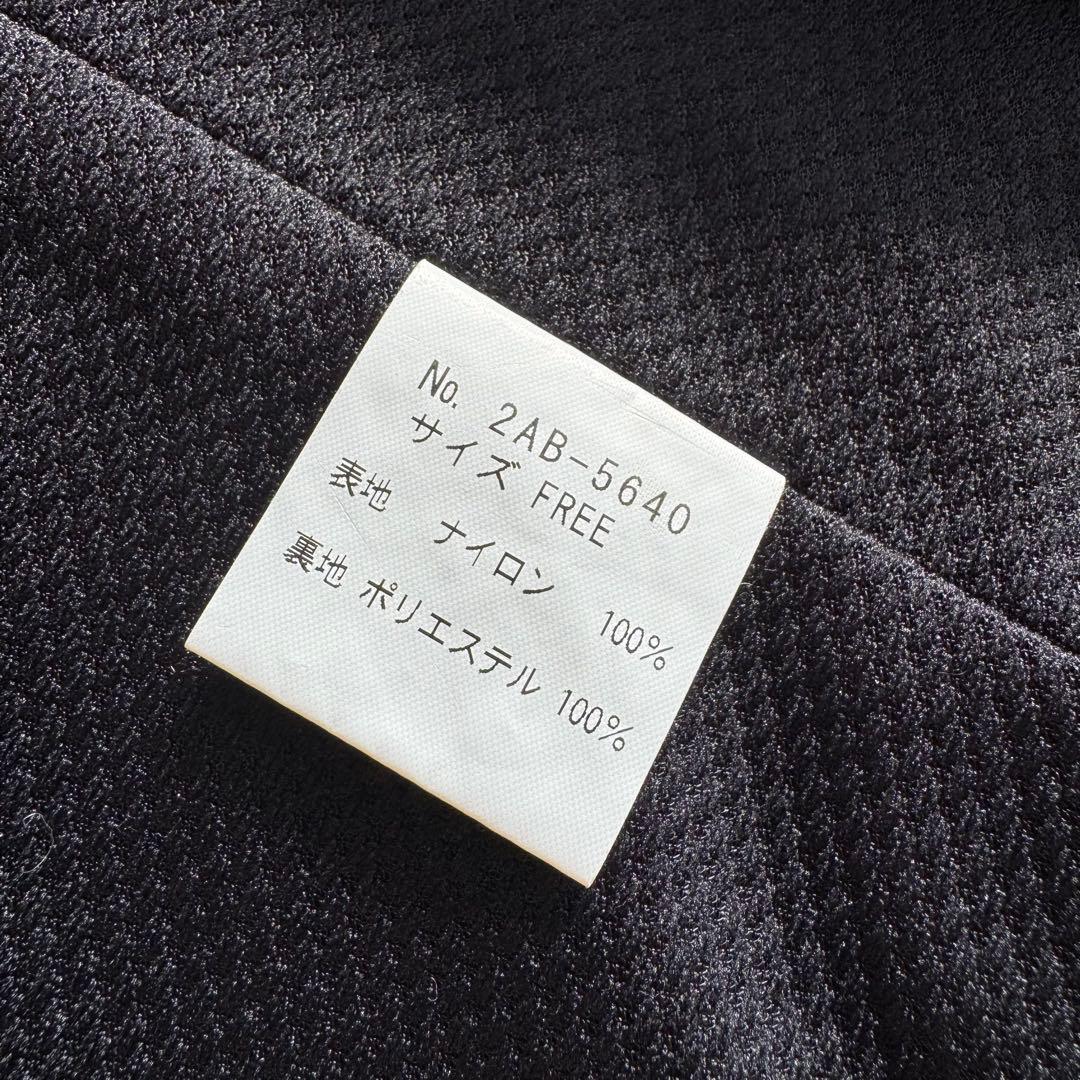 No. 2AB-5640
サイズ FREE
表地 ナイロン 100%
裏地 ポリエステル 100%